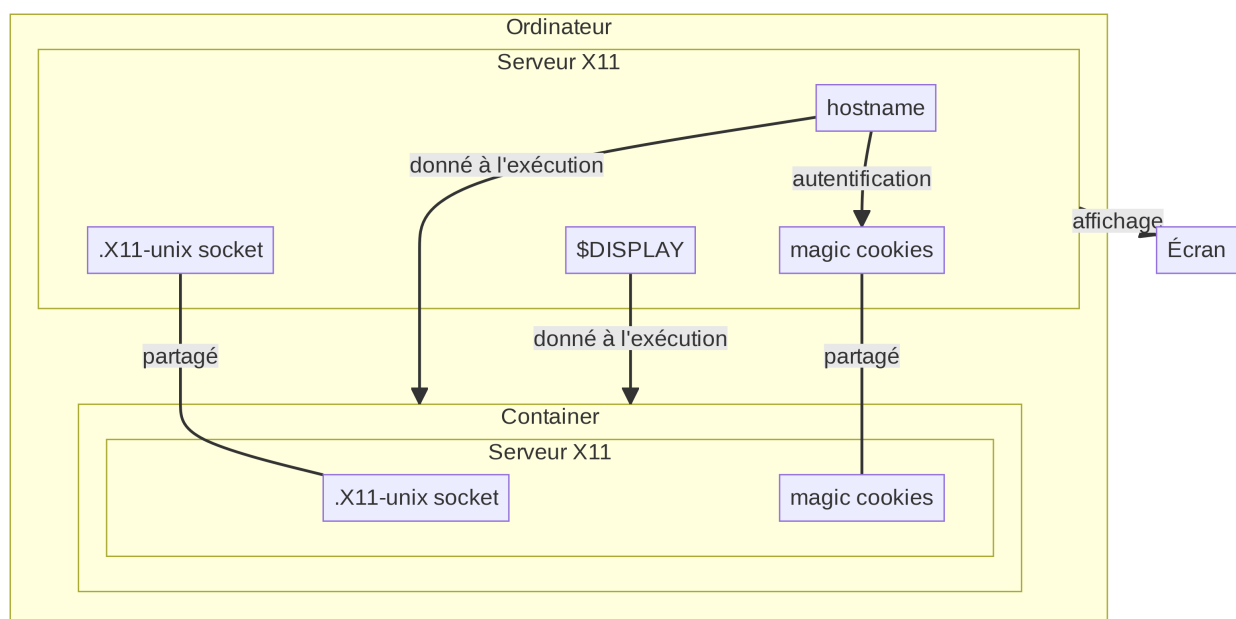 Ordinateur
Serveur X11
hostname
donné à l'exécution
autentification
affichage
.X11-unix socket
$DISPLAY
magic cookies
Écran
donné à l'exécution
partagé
partagé
Container
Serveur X11
.X11-unix socket
magic cookies